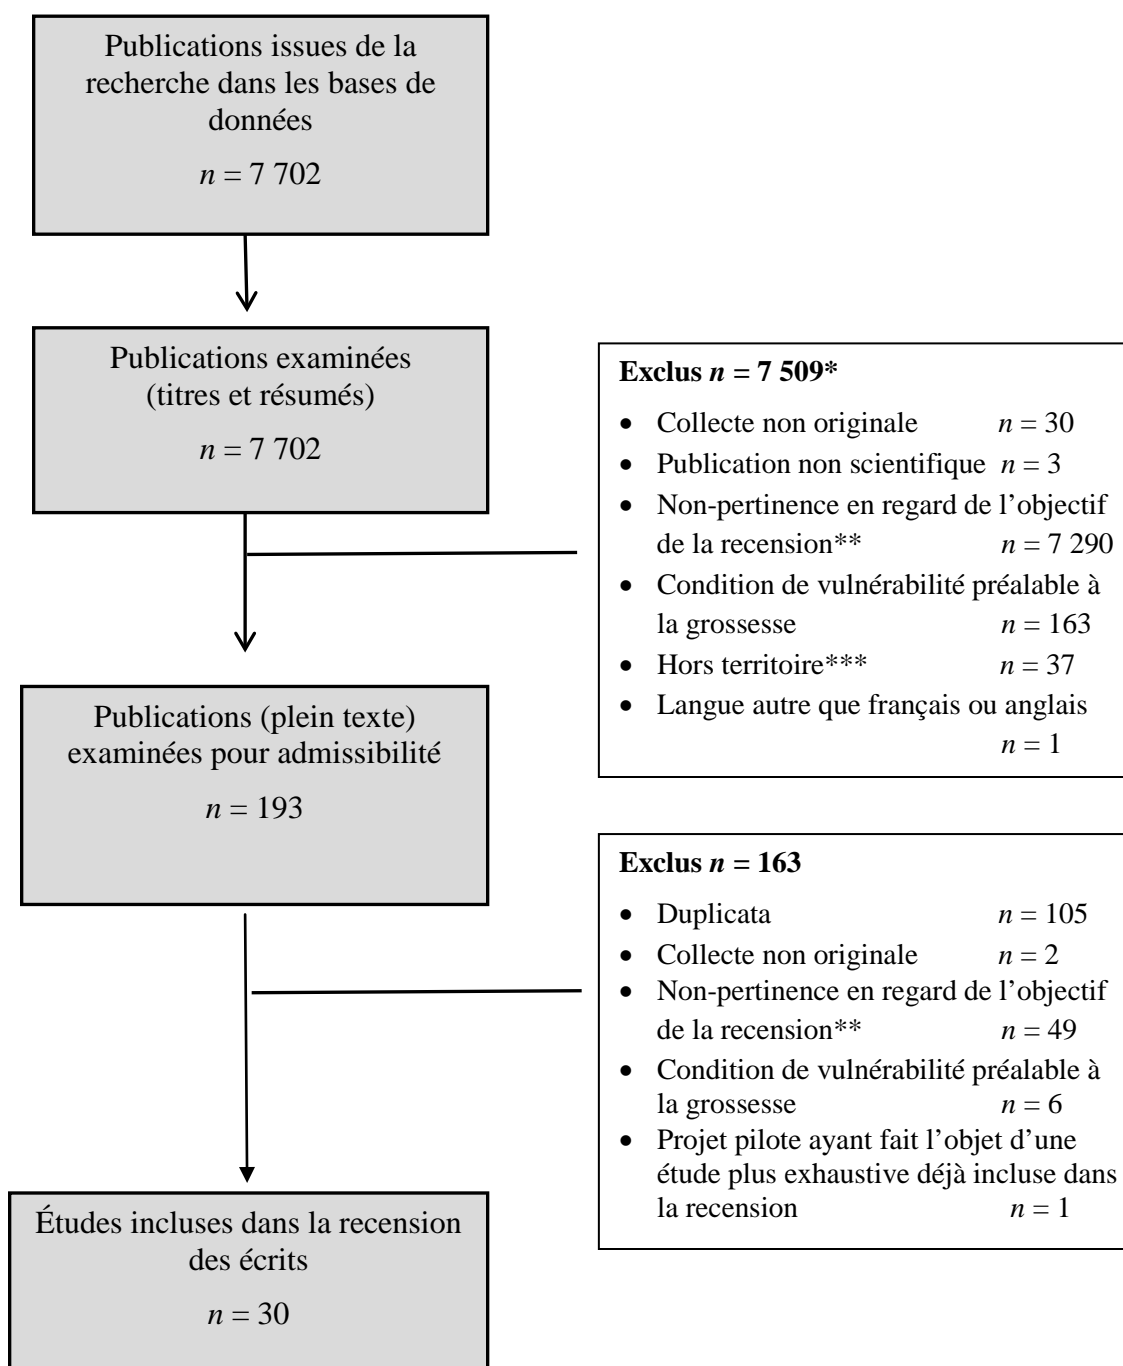 Publications issues de la
recherche dans les bases de
données
n = 7 702
Publications examinées
(titres et résumés)
n = 7 702
Exclus n = 7 509*
• Collecte non originale n = 30
• Publication non scientifique n = 3
• Non-pertinence en regard de l’objectif
de la recension** n = 7 290
• Condition de vulnérabilité préalable à
la grossesse n = 163
• Hors territoire*** n = 37
• Langue autre que français ou anglais
n = 1
Publications (plein texte)
examinées pour admissibilité
n = 193
Exclus n = 163
• Duplicata n = 105
• Collecte non originale n = 2
• Non-pertinence en regard de l’objectif
de la recension** n = 49
• Condition de vulnérabilité préalable à
la grossesse n = 6
• Projet pilote ayant fait l’objet d’une
étude plus exhaustive déjà incluse dans
la recension n = 1
Études incluses dans la recension
des écrits
n = 30